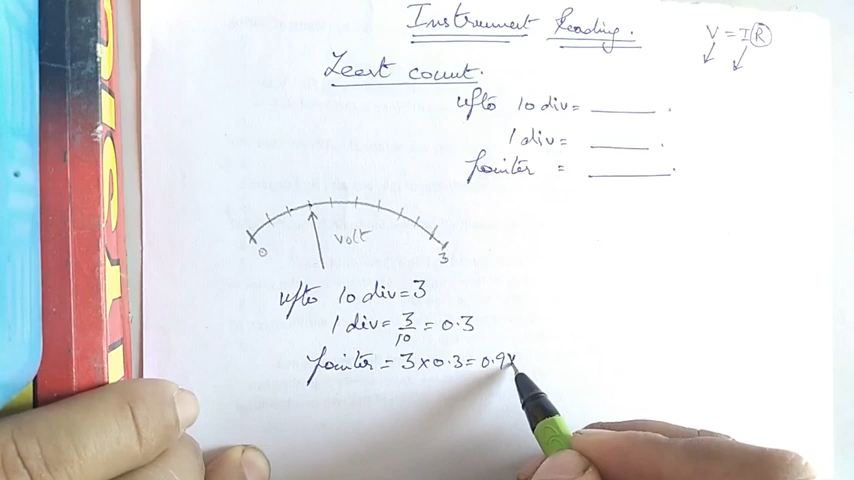 Instrument Reading.
V = IR
Least count.
upto 10 div = ______ .
1 div = ______ .
pointer = ______ .
volt
0
3
upto 10 div = 3
1 div = 3/10 = 0.3
pointer = 3 × 0.3 = 0.9V